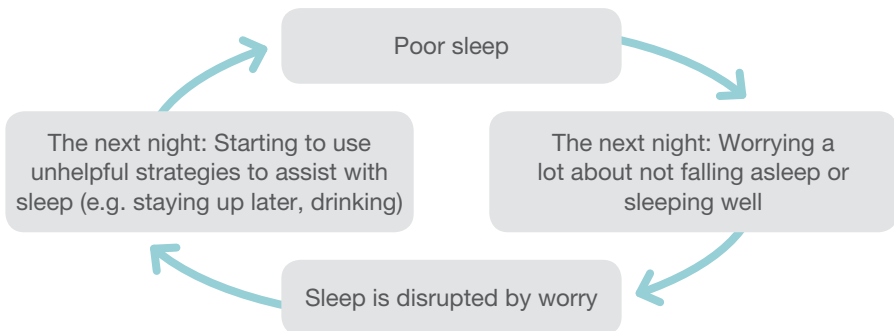 Poor sleep
The next night: Worrying a
lot about not falling asleep or
sleeping well
Sleep is disrupted by worry
The next night: Starting to use
unhelpful strategies to assist with
sleep (e.g. staying up later, drinking)